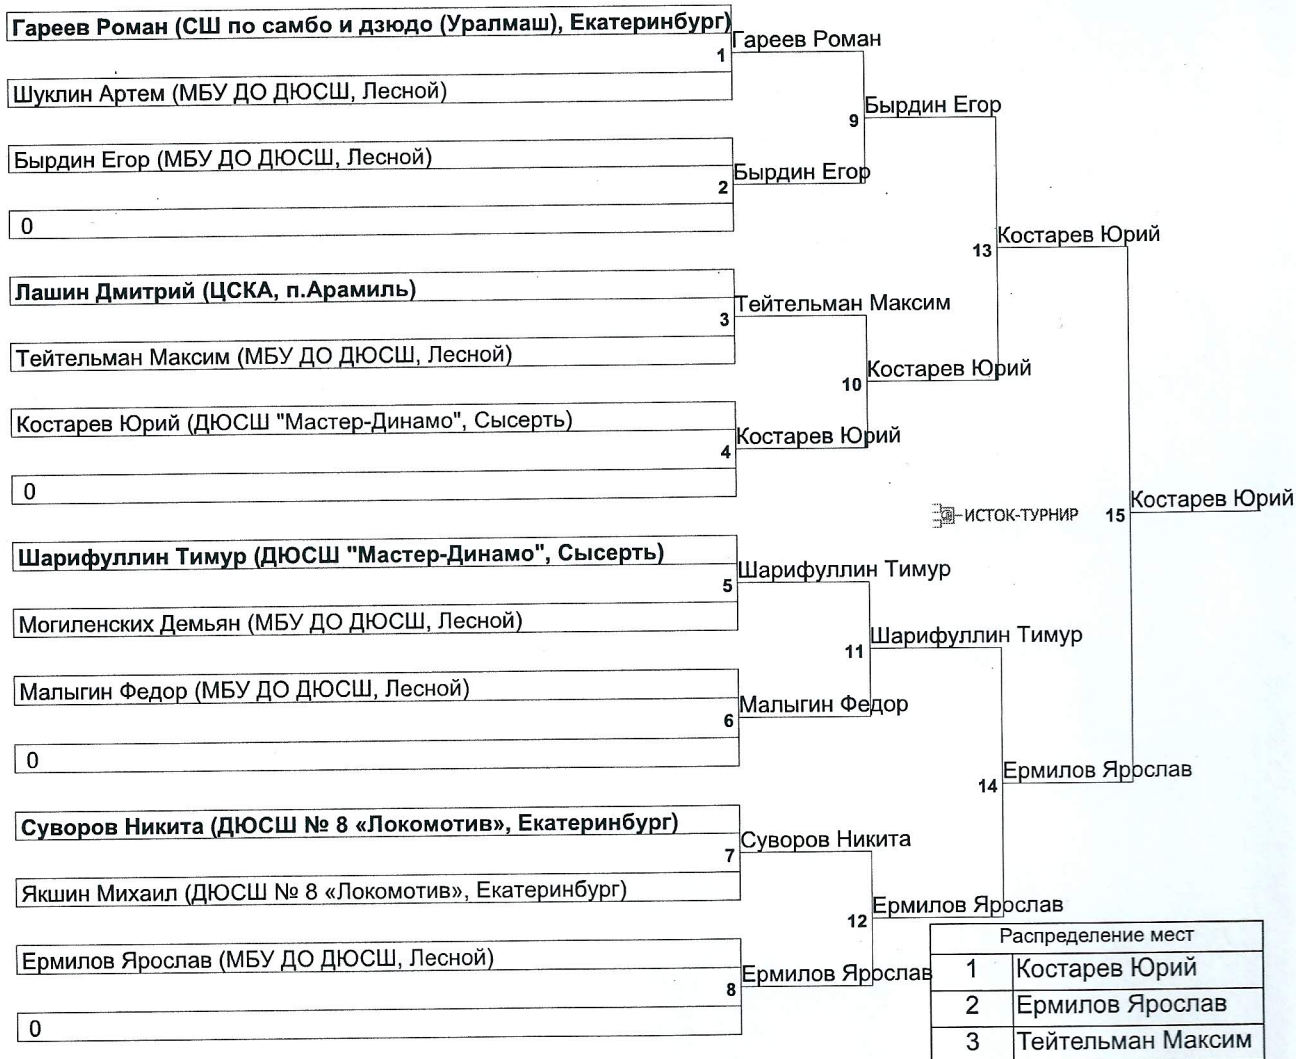 Гареев Роман (СШ по самбо и дзюдо (Уралмаш), Екатеринбург)
1
Гареев Роман
Шуклин Артем (МБУ ДО ДЮСШ, Лесной)
9
Бырдин Егор
Бырдин Егор (МБУ ДО ДЮСШ, Лесной)
2
Бырдин Егор
0
13
Костарев Юрий
Лашин Дмитрий (ЦСКА, п.Арамиль)
3
Тейтельман Максим
Тейтельман Максим (МБУ ДО ДЮСШ, Лесной)
10
Костарев Юрий
Костарев Юрий (ДЮСШ "Мастер-Динамо", Сысерть)
4
Костарев Юрий
0
ИСТОК-ТУРНИР
15
Костарев Юрий
Шарифуллин Тимур (ДЮСШ "Мастер-Динамо", Сысерть)
5
Шарифуллин Тимур
Могиленских Демьян (МБУ ДО ДЮСШ, Лесной)
11
Шарифуллин Тимур
Малыгин Федор (МБУ ДО ДЮСШ, Лесной)
6
Малыгин Федор
0
14
Ермилов Ярослав
Суворов Никита (ДЮСШ № 8 «Локомотив», Екатеринбург)
7
Суворов Никита
Якшин Михаил (ДЮСШ № 8 «Локомотив», Екатеринбург)
12
Ермилов Ярослав
Ермилов Ярослав (МБУ ДО ДЮСШ, Лесной)
8
Ермилов Ярослав
0
Распределение мест
1 Костарев Юрий
2 Ермилов Ярослав
3 Тейтельман Максим